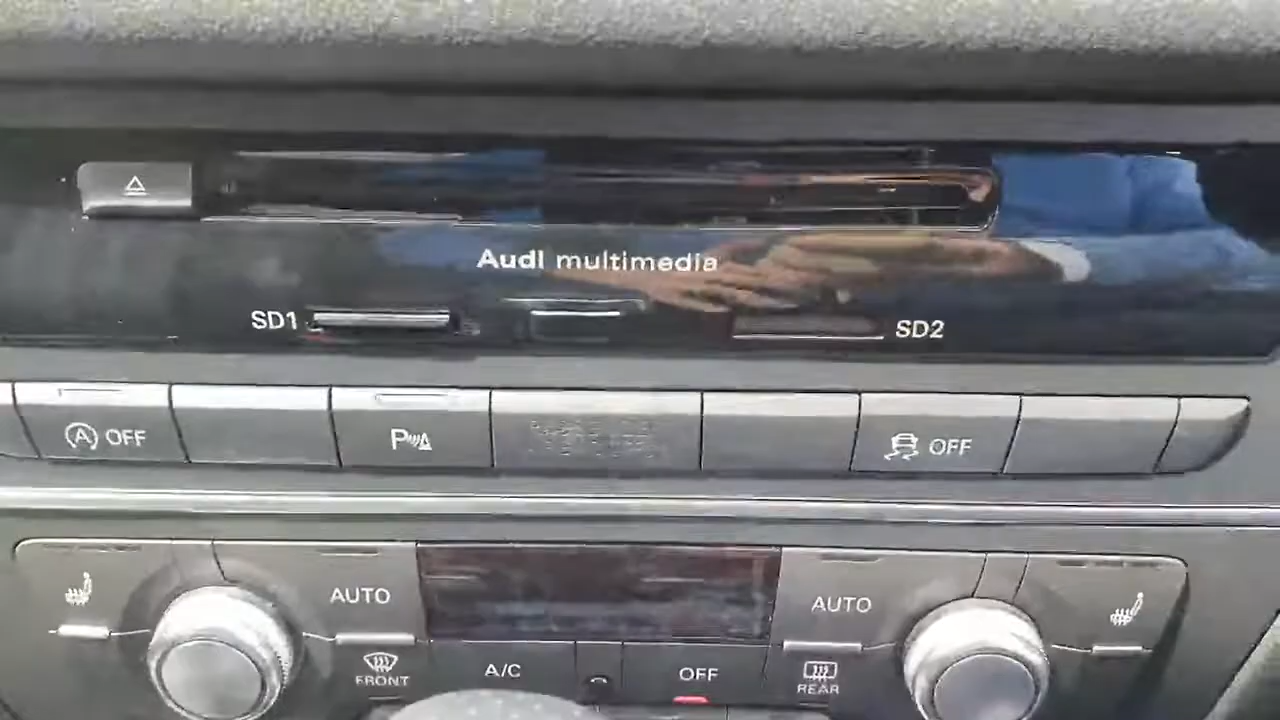 Audi multimedia
SD1
SD2
A OFF
P
OFF
AUTO
AUTO
FRONT
A/C
OFF
REAR